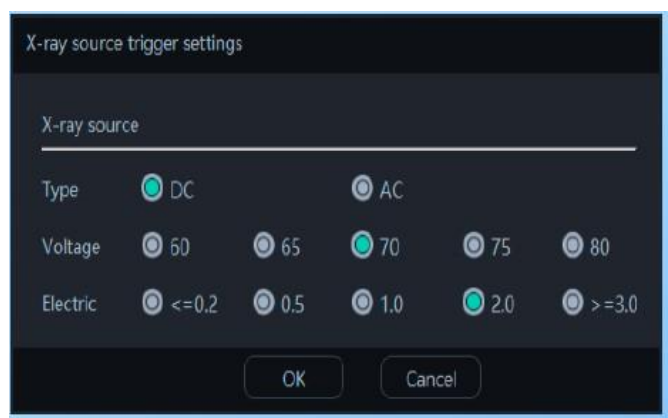 X-ray source trigger settings
X-ray source
Type DC AC
Voltage 60 65 70 75 80
Electric <=0.2 0.5 1.0 2.0 >=3.0
OK Cancel